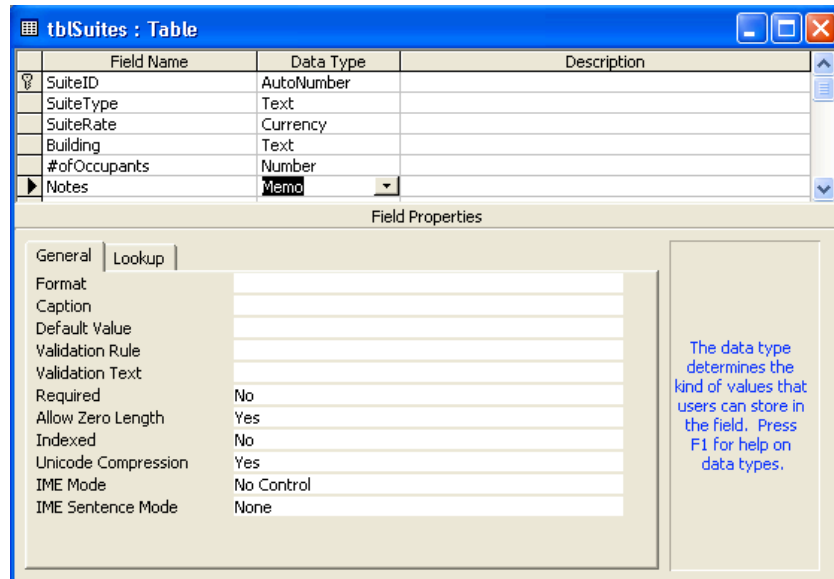 tblSuites : Table
Field Name Data Type Description
SuiteID AutoNumber
SuiteType Text
SuiteRate Currency
Building Text
#ofOccupants Number
Notes Memo
Field Properties
General Lookup
Format
Caption
Default Value
Validation Rule
Validation Text
Required No
Allow Zero Length Yes
Indexed No
Unicode Compression Yes
IME Mode No Control
IME Sentence Mode None
The data type
determines the
kind of values that
users can store in
the field. Press
F1 for help on
data types.